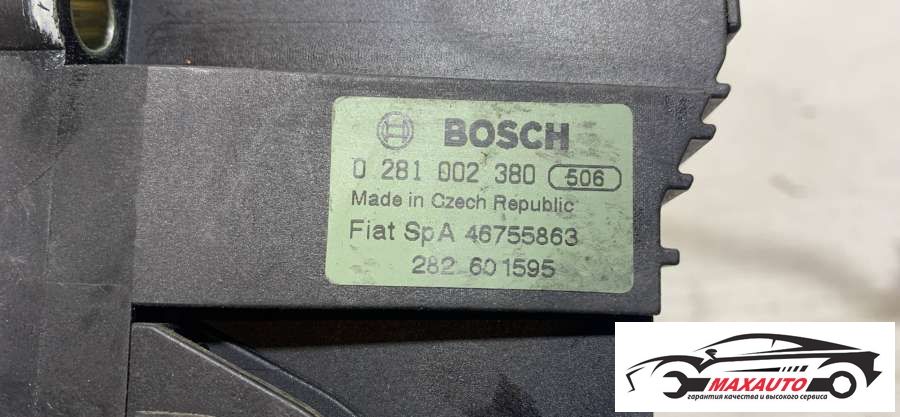 BOSCH
0 281 002 380 506
Made in Czech Republic
Fiat SpA 46755863
282 601595
MAXAUTO
гарантия качества и высокого сервиса